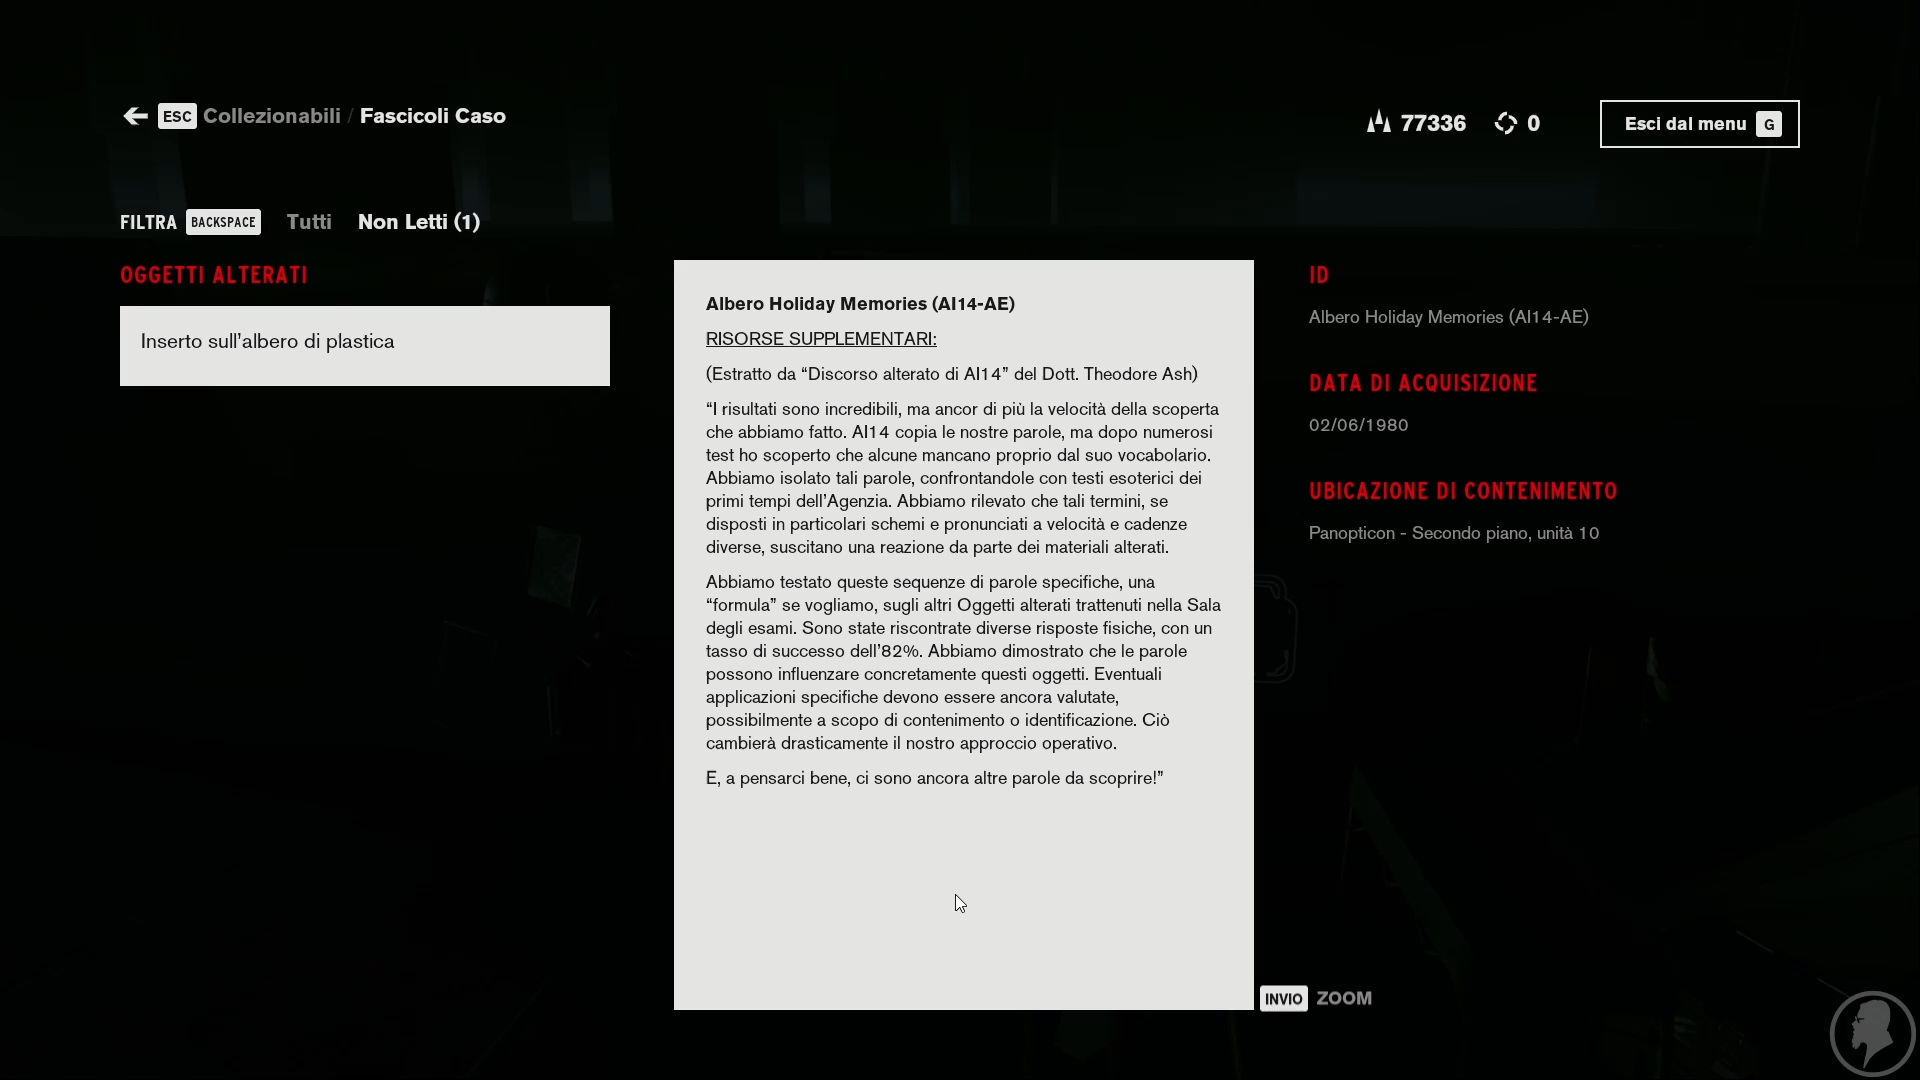 ESC Collezionabili / Fascicoli Caso
77336
0
Esci dal menu G
FILTRA BACKSPACE Tutti Non Letti (1)
OGGETTI ALTERATI
Inserto sull’albero di plastica
Albero Holiday Memories (AI14-AE)
RISORSE SUPPLEMENTARI:
(Estratto da “Discorso alterato di AI14” del Dott. Theodore Ash)
“I risultati sono incredibili, ma ancor di più la velocità della scoperta
che abbiamo fatto. AI14 copia le nostre parole, ma dopo numerosi
test ho scoperto che alcune mancano proprio dal suo vocabolario.
Abbiamo isolato tali parole, confrontandole con testi esoterici dei
primi tempi dell’Agenzia. Abbiamo rilevato che tali termini, se
disposti in particolari schemi e pronunciati a velocità e cadenze
diverse, suscitano una reazione da parte dei materiali alterati.
Abbiamo testato queste sequenze di parole specifiche, una
“formula” se vogliamo, sugli altri Oggetti alterati trattenuti nella Sala
degli esami. Sono state riscontrate diverse risposte fisiche, con un
tasso di successo dell’82%. Abbiamo dimostrato che le parole
possono influenzare concretamente questi oggetti. Eventuali
applicazioni specifiche devono essere ancora valutate,
possibilmente a scopo di contenimento o identificazione. Ciò
cambierà drasticamente il nostro approccio operativo.
E, a pensarci bene, ci sono ancora altre parole da scoprire!”
ID
Albero Holiday Memories (AI14-AE)
DATA DI ACQUISIZIONE
02/06/1980
UBICAZIONE DI CONTENIMENTO
Panopticon - Secondo piano, unità 10
INVIO ZOOM